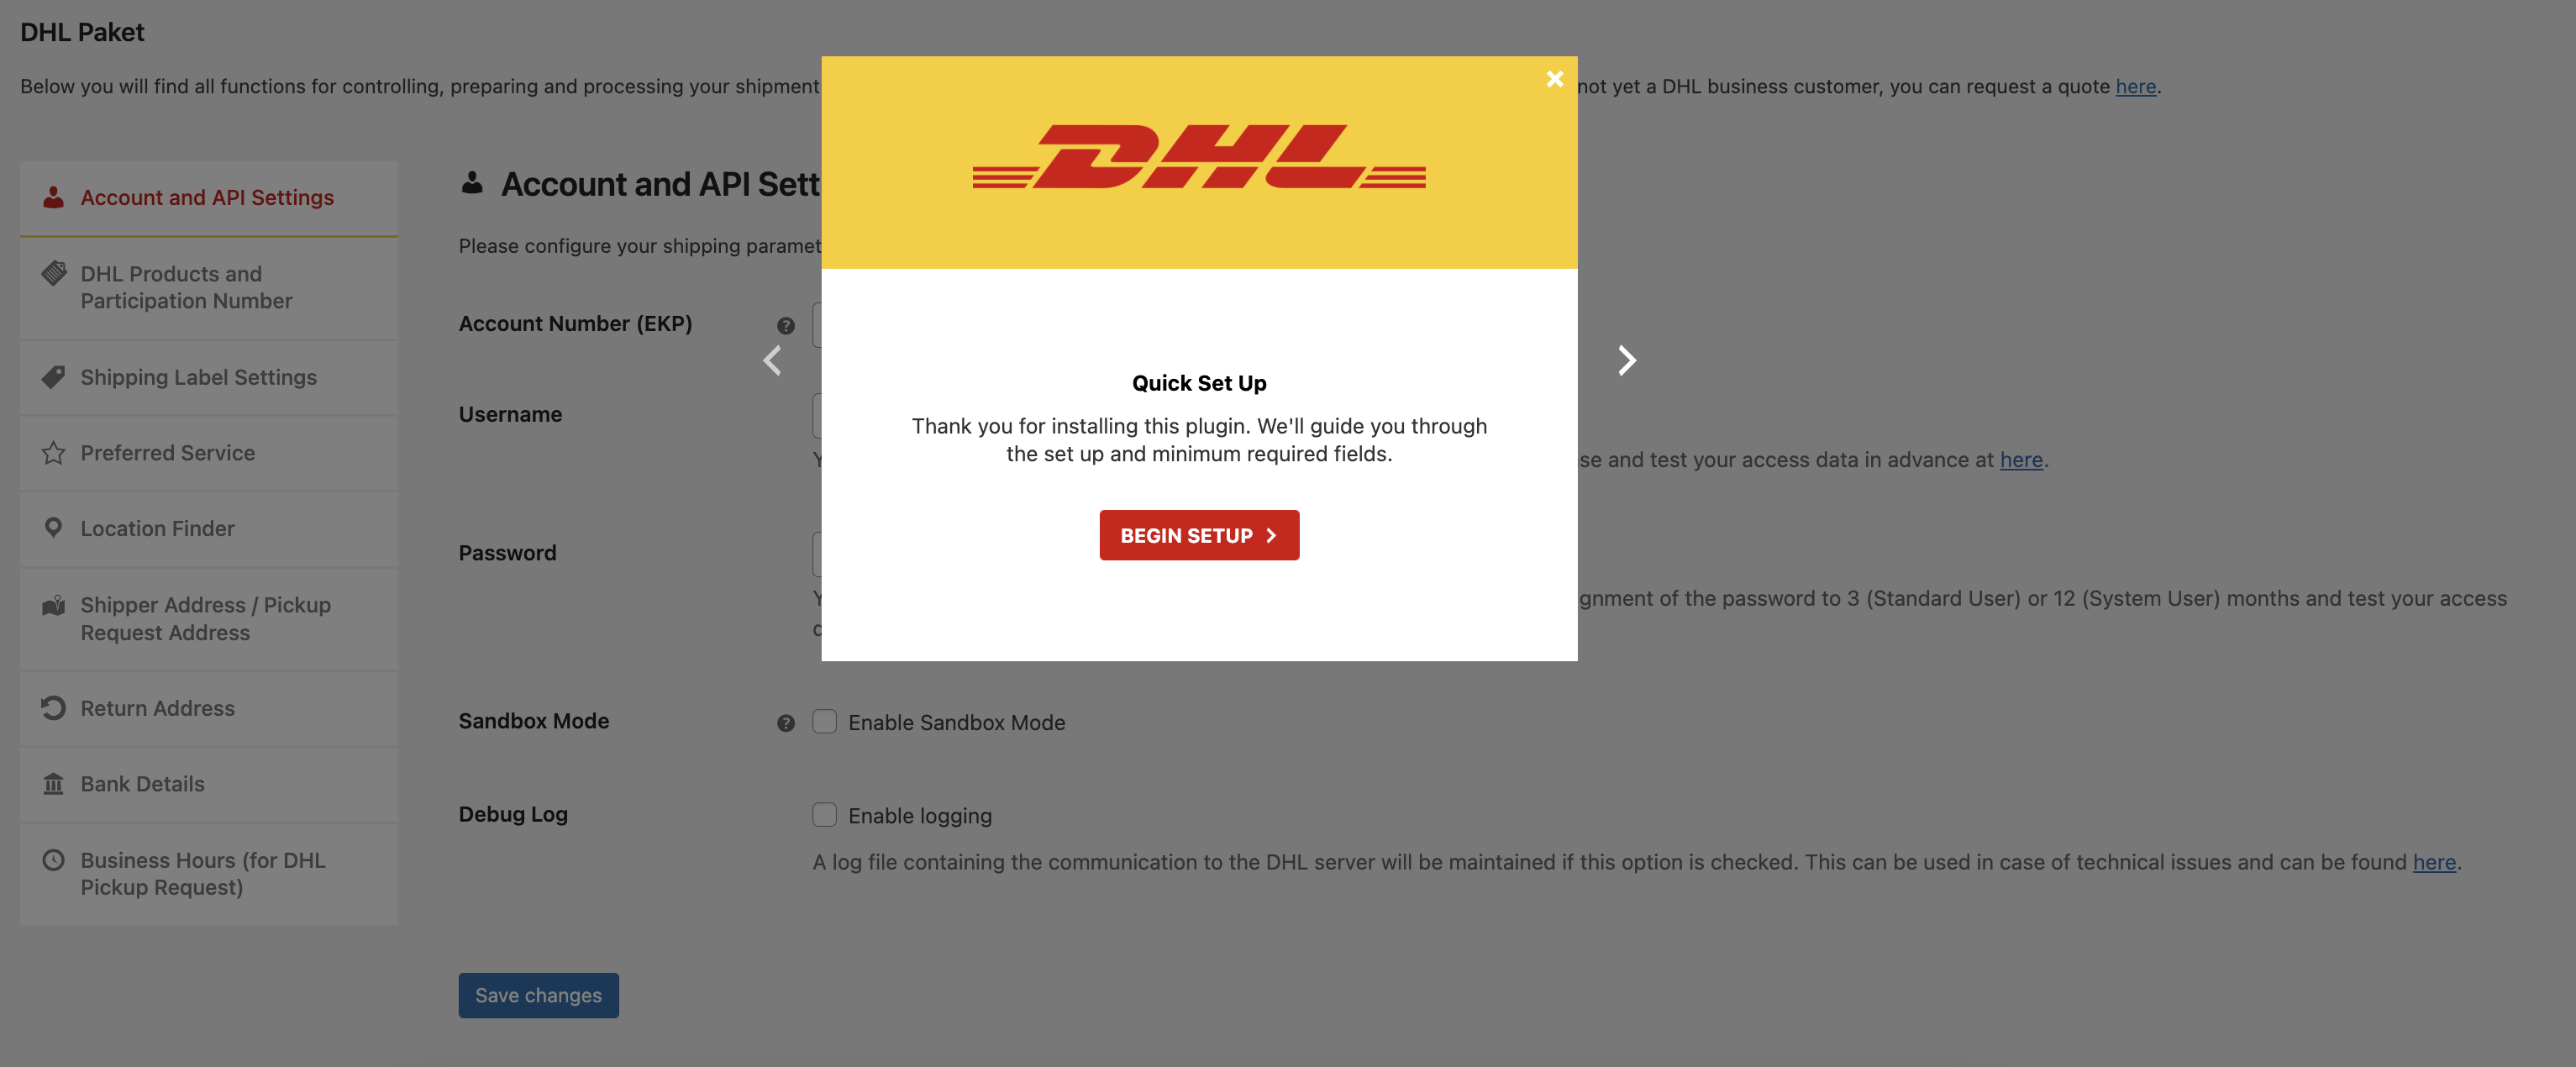 DHL Paket
Below you will find all functions for controlling, preparing and processing your shipment
not yet a DHL business customer, you can request a quote here.
Account and API Settings
DHL Products and
Participation Number
Shipping Label Settings
Preferred Service
Location Finder
Shipper Address / Pickup
Request Address
Return Address
Bank Details
Business Hours (for DHL
Pickup Request)
Account and API Sett
Please configure your shipping paramet
Account Number (EKP)
Username
se and test your access data in advance at here.
Password
gnment of the password to 3 (Standard User) or 12 (System User) months and test your access
Sandbox Mode
Enable Sandbox Mode
Debug Log
Enable logging
A log file containing the communication to the DHL server will be maintained if this option is checked. This can be used in case of technical issues and can be found here.
Save changes
DHL
Quick Set Up
Thank you for installing this plugin. We'll guide you through
the set up and minimum required fields.
BEGIN SETUP